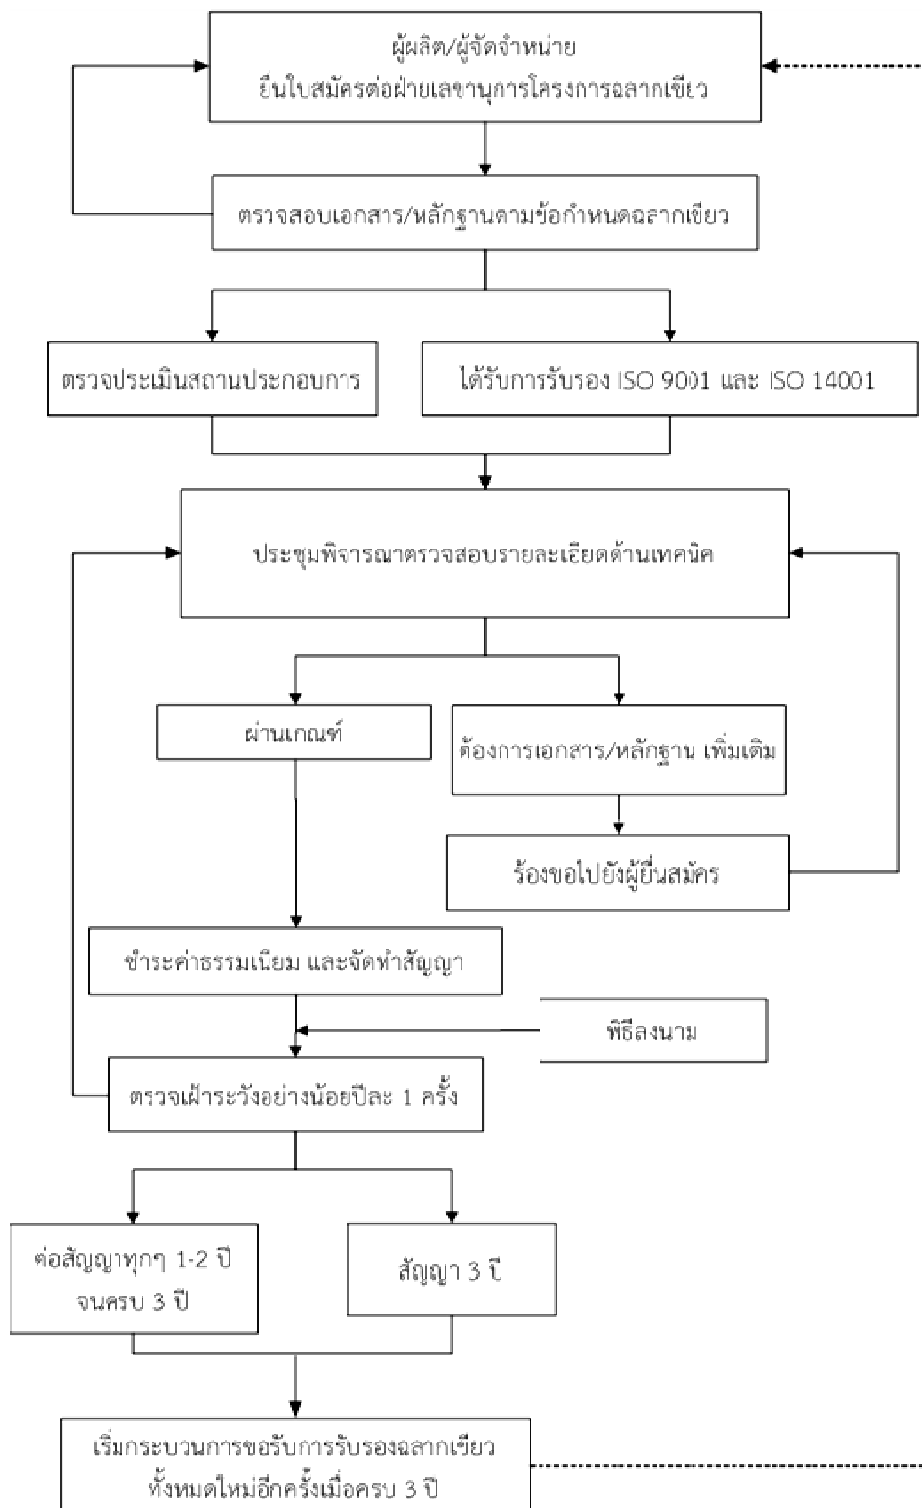 ผู้ผลิต/ผู้จัดจำหน่าย
ยื่นใบสมัครต่อฝ่ายเลขานุการโครงการฉลากเขียว
ตรวจสอบเอกสาร/หลักฐานตามข้อกำหนดฉลากเขียว
ตรวจประเมินสถานประกอบการ
ได้รับการรับรอง ISO 9001 และ ISO 14001
ประชุมพิจารณาตรวจสอบรายละเอียดด้านเทคนิค
ผ่านเกณฑ์
ต้องการเอกสาร/หลักฐาน เพิ่มเติม
ร้องขอไปยังผู้ยื่นสมัคร
ชำระค่าธรรมเนียม และจัดทำสัญญา
พิธีลงนาม
ตรวจเฝ้าระวังอย่างน้อยปีละ 1 ครั้ง
ต่อสัญญาทุกๆ 1-2 ปี
จนครบ 3 ปี
สัญญา 3 ปี
เริ่มกระบวนการขอรับการรับรองฉลากเขียว
ทั้งหมดใหม่อีกครั้งเมื่อครบ 3 ปี